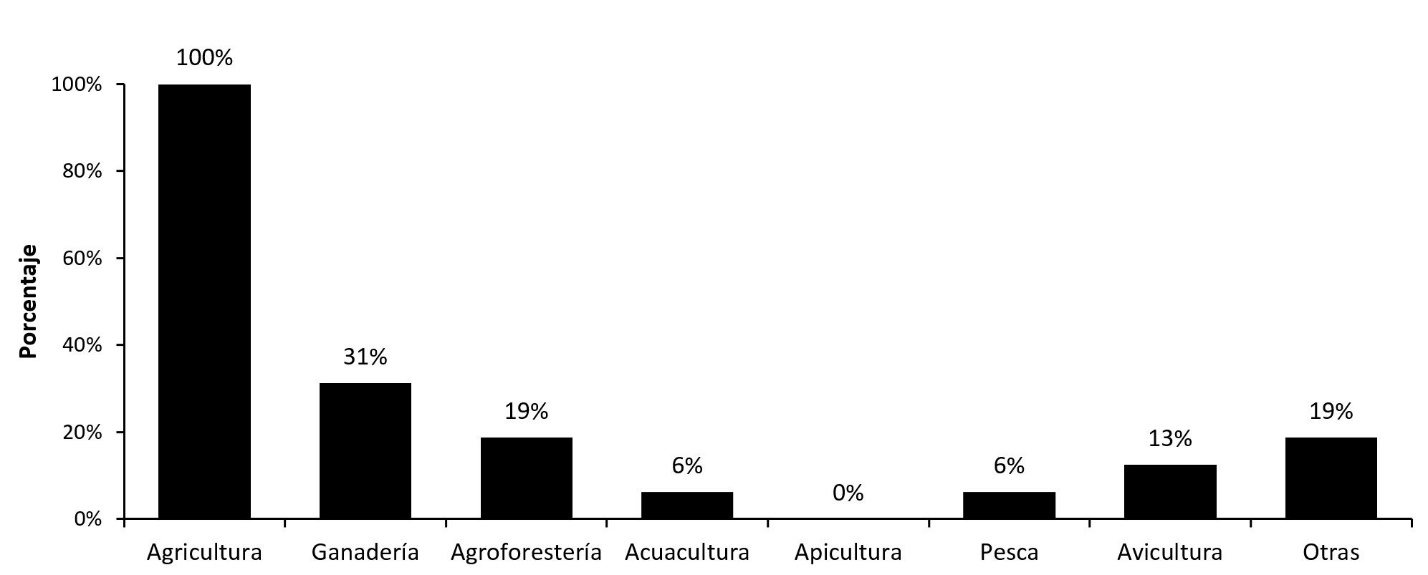 100%
100%
80%
60%
40%
20%
0%
Porcentaje
31%
19%
6%
0%
6%
13%
19%
Agricultura
Ganadería
Agroforestería
Acuacultura
Apicultura
Pesca
Avicultura
Otras